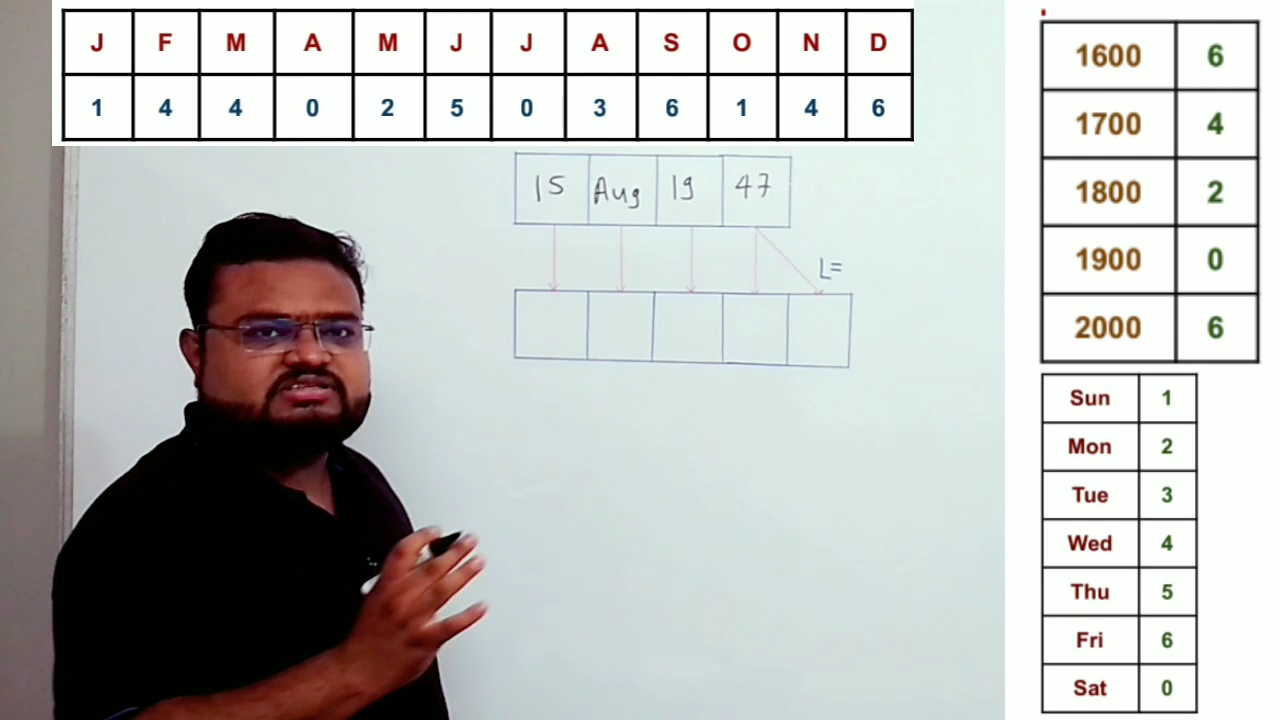 J F M A M J J A S O N D
1 4 4 0 2 5 0 3 6 1 4 6
15 Aug 19 47
L=
1600 6
1700 4
1800 2
1900 0
2000 6
Sun 1
Mon 2
Tue 3
Wed 4
Thu 5
Fri 6
Sat 0